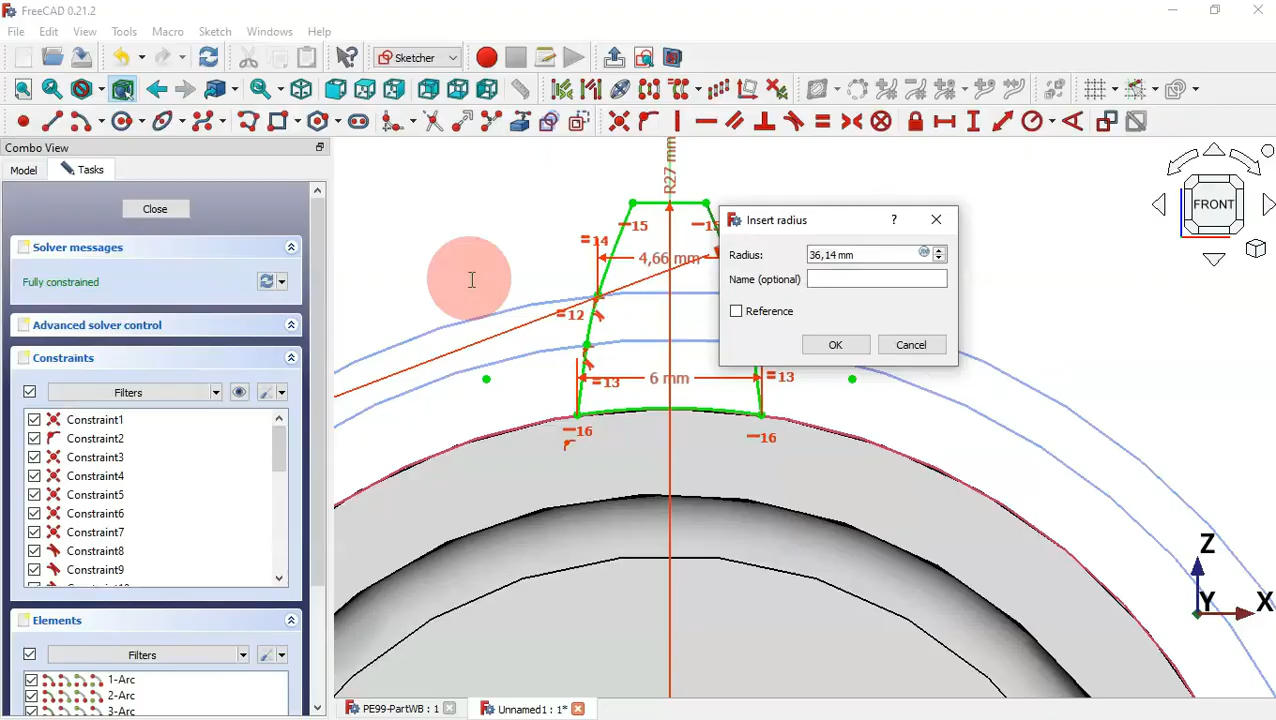 FreeCAD 0.21.2
File Edit View Tools Macro Sketch Windows Help
Sketcher
Combo View
Model Tasks
Close
Solver messages
Fully constrained
Advanced solver control
Constraints
Filters
Constraint1
Constraint2
Constraint3
Constraint4
Constraint5
Constraint6
Constraint7
Constraint8
Constraint9
Elements
Filters
1-Arc
2-Arc
3-Arc
R27 mm
15
15
=14
4,66 mm
=12
=13
6 mm
=13
16
16
Insert radius
?
Radius: 36,14 mm
Name (optional)
Reference
OK Cancel
FRONT
Z
Y X
PE99-PartWB : 1 Unnamed1 : 1*